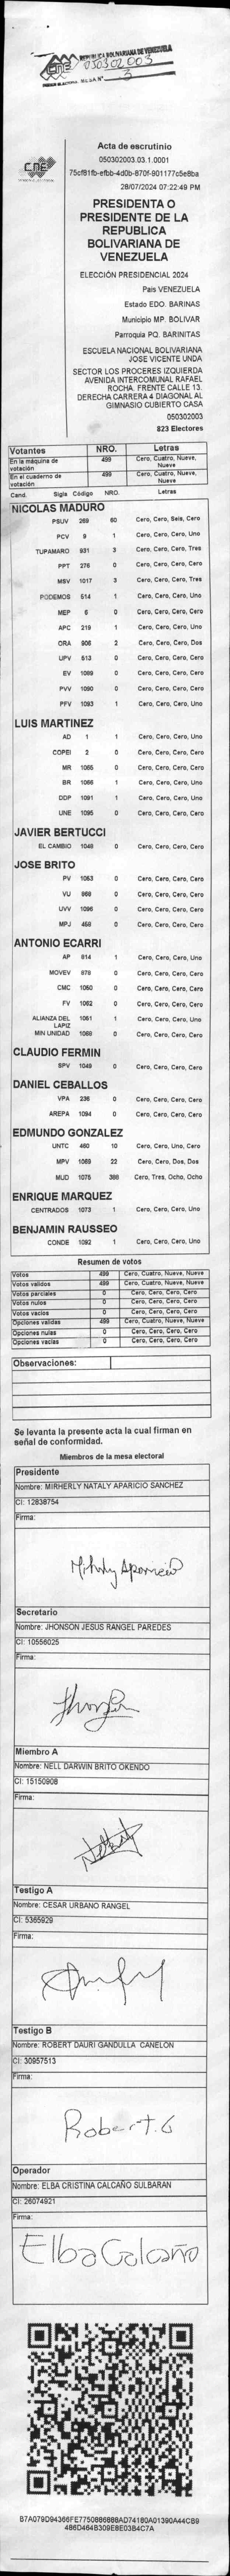 REPUBLICA BOLIVARIANA DE VENEZUELA
CNE
050302003
MESA N° 3
CNE
Acta de escrutinio
050302003.03.1.0001
75cf81fb-efbb-4d0b-870f-901177c5e8ba
28/07/2024 07:22:49 PM
PRESIDENTA O
PRESIDENTE DE LA
REPUBLICA
BOLIVARIANA DE
VENEZUELA
ELECCIÓN PRESIDENCIAL 2024
Pais VENEZUELA
Estado EDO. BARINAS
Municipio MP. BOLIVAR
Parroquia PQ. BARINITAS
ESCUELA NACIONAL BOLIVARIANA
JOSE VICENTE UNDA
SECTOR LOS PROCERES IZQUIERDA
AVENIDA INTERCOMUNAL RAFAEL
ROCHA. FRENTE CALLE 13.
DERECHA CARRERA 4 DIAGONAL AL
GIMNASIO CUBIERTO CASA
050302003
823 Electores
Votantes NRO. Letras
En la máquina de votación 499 Cero, Cuatro, Nueve, Nueve
En el cuaderno de votación 499 Cero, Cuatro, Nueve, Nueve
Cand. Sigla Código NRO. Letras
NICOLAS MADURO
PSUV 269 60 Cero, Cero, Seis, Cero
PCV 9 1 Cero, Cero, Cero, Uno
TUPAMARO 931 3 Cero, Cero, Cero, Tres
PPT 276 0 Cero, Cero, Cero, Cero
MSV 1017 3 Cero, Cero, Cero, Tres
PODEMOS 514 1 Cero, Cero, Cero, Uno
MEP 6 0 Cero, Cero, Cero, Cero
APC 219 1 Cero, Cero, Cero, Uno
ORA 906 2 Cero, Cero, Cero, Dos
UPV 513 0 Cero, Cero, Cero, Cero
EV 1089 0 Cero, Cero, Cero, Cero
PVV 1090 0 Cero, Cero, Cero, Cero
PFV 1093 1 Cero, Cero, Cero, Uno
LUIS MARTINEZ
AD 1 1 Cero, Cero, Cero, Uno
COPEI 2 0 Cero, Cero, Cero, Cero
MR 1065 0 Cero, Cero, Cero, Cero
BR 1066 1 Cero, Cero, Cero, Uno
DDP 1091 1 Cero, Cero, Cero, Uno
UNE 1095 0 Cero, Cero, Cero, Cero
JAVIER BERTUCCI
EL CAMBIO 1048 0 Cero, Cero, Cero, Cero
JOSE BRITO
PV 1053 0 Cero, Cero, Cero, Cero
VU 968 0 Cero, Cero, Cero, Cero
UVV 1096 0 Cero, Cero, Cero, Cero
MPJ 458 0 Cero, Cero, Cero, Cero
ANTONIO ECARRI
AP 814 1 Cero, Cero, Cero, Uno
MOVEV 878 0 Cero, Cero, Cero, Cero
CMC 1050 0 Cero, Cero, Cero, Cero
FV 1062 0 Cero, Cero, Cero, Cero
ALIANZA DEL LAPIZ 1051 1 Cero, Cero, Cero, Uno
MIN UNIDAD 1069 0 Cero, Cero, Cero, Cero
CLAUDIO FERMIN
SPV 1049 0 Cero, Cero, Cero, Cero
DANIEL CEBALLOS
VPA 236 0 Cero, Cero, Cero, Cero
AREPA 1094 0 Cero, Cero, Cero, Cero
EDMUNDO GONZALEZ
UNTC 460 10 Cero, Cero, Uno, Cero
MPV 1069 22 Cero, Cero, Dos, Dos
MUD 1075 388 Cero, Tres, Ocho, Ocho
ENRIQUE MARQUEZ
CENTRADOS 1073 1 Cero, Cero, Cero, Uno
BENJAMIN RAUSSEO
CONDE 1092 1 Cero, Cero, Cero, Uno
Resumen de votos
Votos 499 Cero, Cuatro, Nueve, Nueve
Votos validos 499 Cero, Cuatro, Nueve, Nueve
Votos parciales 0 Cero, Cero, Cero, Cero
Votos nulos 0 Cero, Cero, Cero, Cero
Votos vacios 0 Cero, Cero, Cero, Cero
Opciones validas 499 Cero, Cuatro, Nueve, Nueve
Opciones nulas 0 Cero, Cero, Cero, Cero
Opciones vacias 0 Cero, Cero, Cero, Cero
Observaciones:
Se levanta la presente acta la cual firman en
señal de conformidad.
Miembros de la mesa electoral
Presidente
Nombre: MIRHERLY NATALY APARICIO SANCHEZ
CI: 12838754
Firma:
Mirherly Aparicio
Secretario
Nombre: JHONSON JESUS RANGEL PAREDES
CI: 10556025
Firma:
Miembro A
Nombre: NELL DARWIN BRITO OKENDO
CI: 15150908
Firma:
Testigo A
Nombre: CESAR URBANO RANGEL
CI: 5365929
Firma:
Testigo B
Nombre: ROBERT DAURI GANDULLA CANELON
CI: 30957513
Firma:
Robert.G
Operador
Nombre: ELBA CRISTINA CALCAÑO SULBARAN
CI: 26074921
Firma:
Elba Calcaño
B7A079D94366FE7750886888AD74180A01390A44CB9
486D464B309E8E03B4C7A